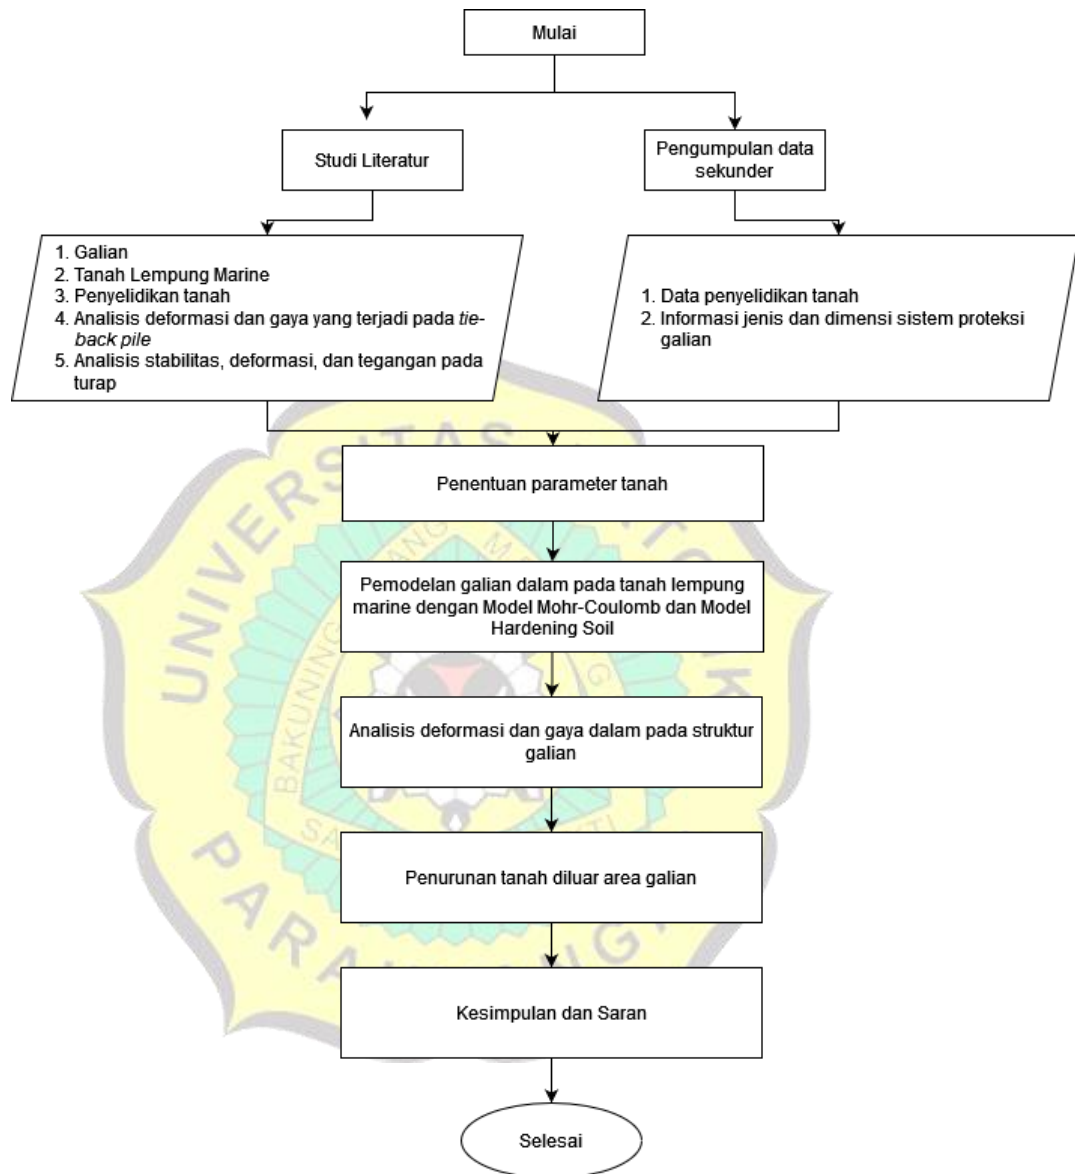 Mulai
Studi Literatur
Pengumpulan data
sekunder
1. Galian
2. Tanah Lempung Marine
3. Penyelidikan tanah
4. Analisis deformasi dan gaya yang terjadi pada tie-
back pile
5. Analisis stabilitas, deformasi, dan tegangan pada
turap
1. Data penyelidikan tanah
2. Informasi jenis dan dimensi sistem proteksi
galian
Penentuan parameter tanah
Pemodelan galian dalam pada tanah lempung
marine dengan Model Mohr-Coulomb dan Model
Hardening Soil
Analisis deformasi dan gaya dalam pada struktur
galian
Penurunan tanah diluar area galian
Kesimpulan dan Saran
Selesai
UNIVERSITAS
BAKUNING